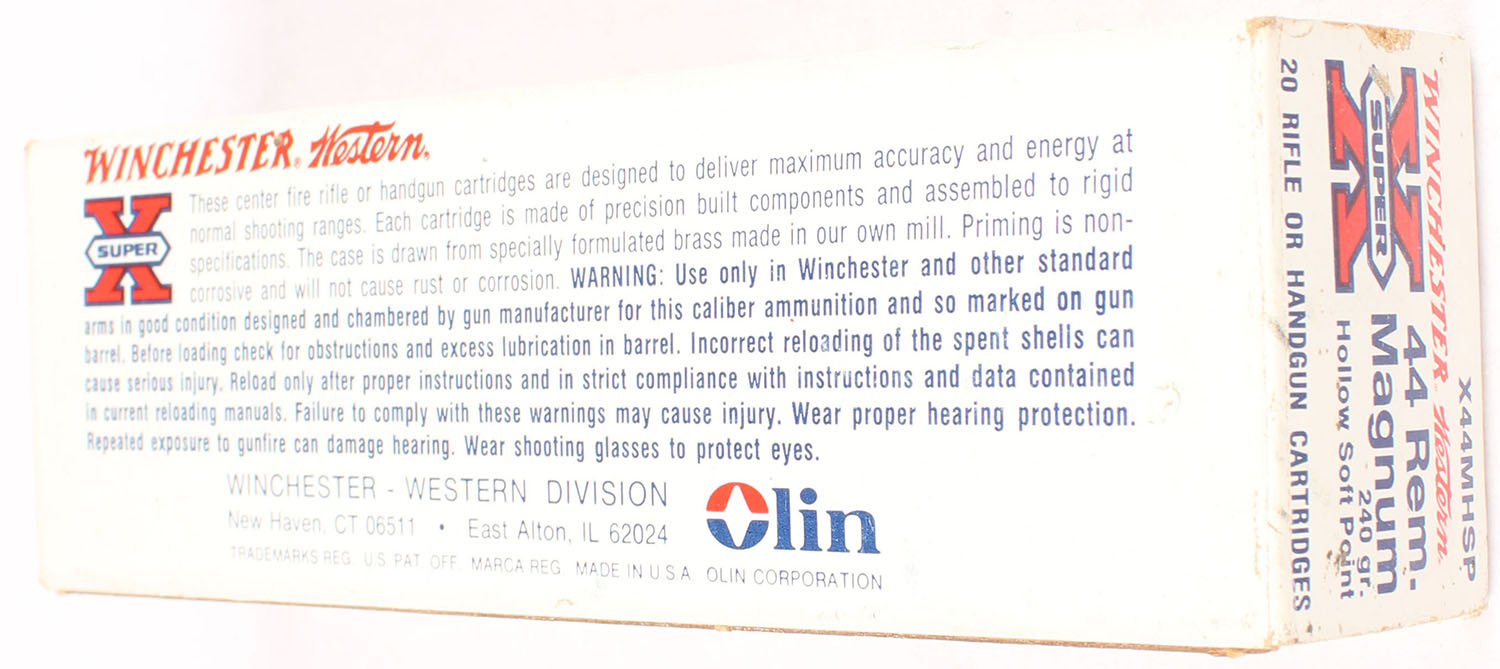 WINCHESTER® Western®
X SUPER
These center fire rifle or handgun cartridges are designed to deliver maximum accuracy and energy at
normal shooting ranges. Each cartridge is made of precision built components and assembled to rigid
specifications. The case is drawn from specially formulated brass made in our own mill. Priming is non-
corrosive and will not cause rust or corrosion. WARNING: Use only in Winchester and other standard
arms in good condition designed and chambered by gun manufacturer for this caliber ammunition and so marked on gun
barrel. Before loading check for obstructions and excess lubrication in barrel. Incorrect reloading of the spent shells can
cause serious injury. Reload only after proper instructions and in strict compliance with instructions and data contained
in current reloading manuals. Failure to comply with these warnings may cause injury. Wear proper hearing protection.
Repeated exposure to gunfire can damage hearing. Wear shooting glasses to protect eyes.
WINCHESTER - WESTERN DIVISION
New Haven, CT 06511 • East Alton, IL 62024
Olin
TRADEMARKS REG. U.S. PAT. OFF. MARCA REG. MADE IN U.S.A. OLIN CORPORATION
X44MHSP
WINCHESTER® Western®
X SUPER
44 Rem.
Magnum
240 gr.
Hollow Soft Point
20 RIFLE OR HANDGUN CARTRIDGES